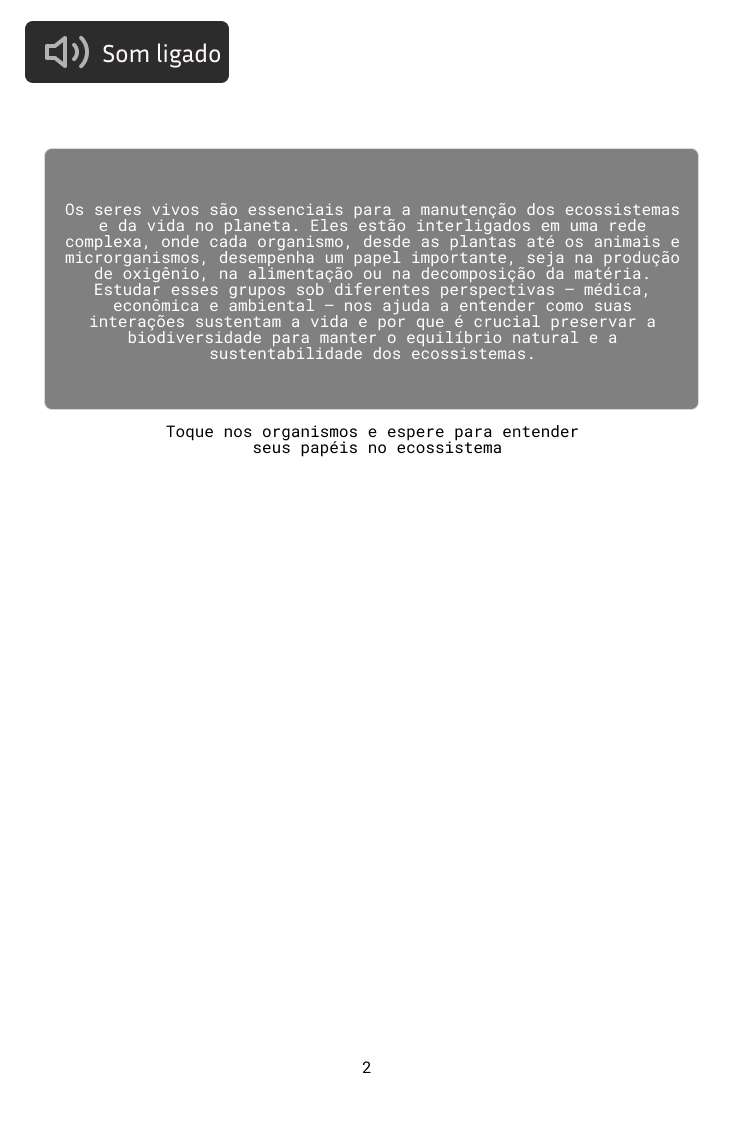 Som ligado
Os seres vivos são essenciais para a manutenção dos ecossistemas
e da vida no planeta. Eles estão interligados em uma rede
complexa, onde cada organismo, desde as plantas até os animais e
microrganismos, desempenha um papel importante, seja na produção
de oxigênio, na alimentação ou na decomposição da matéria.
Estudar esses grupos sob diferentes perspectivas — médica,
econômica e ambiental — nos ajuda a entender como suas
interações sustentam a vida e por que é crucial preservar a
biodiversidade para manter o equilíbrio natural e a
sustentabilidade dos ecossistemas.
Toque nos organismos e espere para entender
seus papéis no ecossistema
2